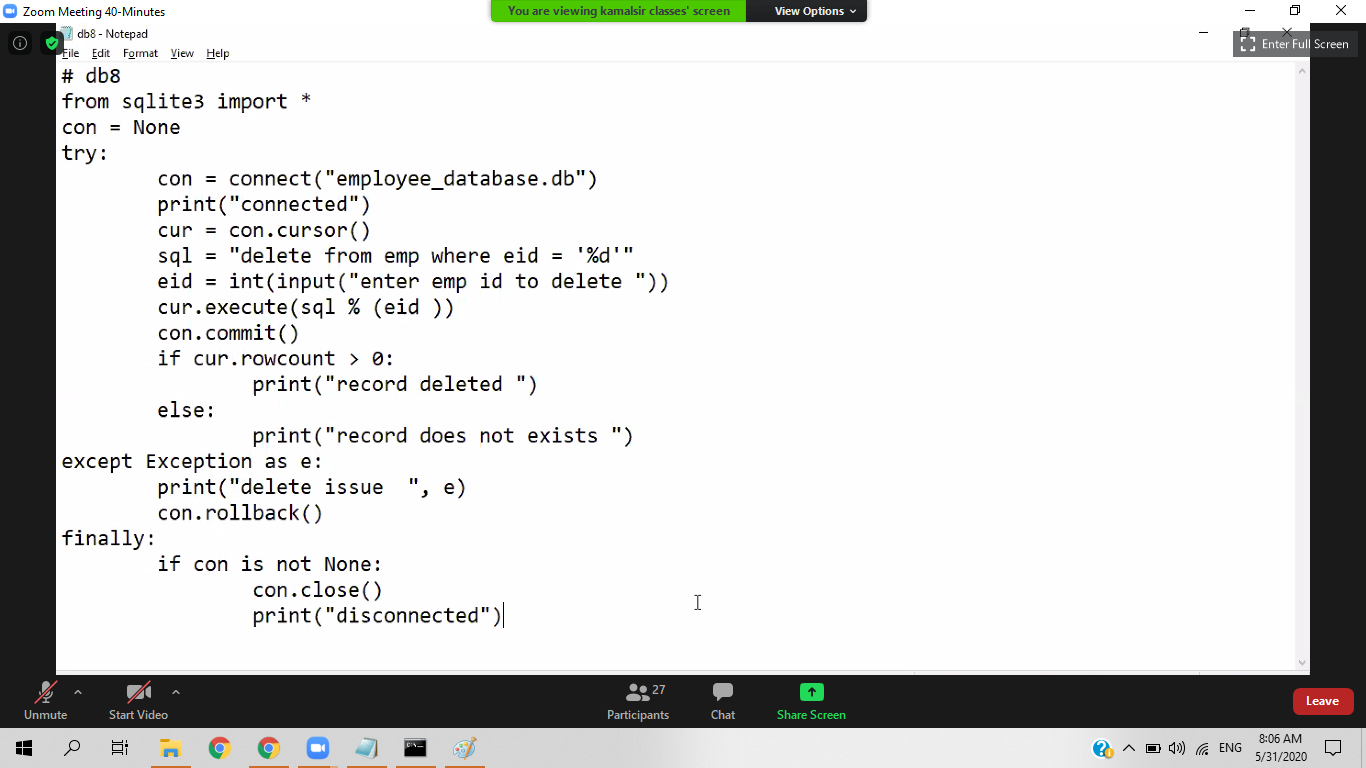 Zoom Meeting 40-Minutes
You are viewing kamalsir classes' screen
View Options
db8 - Notepad
Enter Full Screen
File Edit Format View Help
# db8
from sqlite3 import *
con = None
try:
        con = connect("employee_database.db")
        print("connected")
        cur = con.cursor()
        sql = "delete from emp where eid = '%d'"
        eid = int(input("enter emp id to delete "))
        cur.execute(sql % (eid ))
        con.commit()
        if cur.rowcount > 0:
                print("record deleted ")
        else:
                print("record does not exists ")
except Exception as e:
        print("delete issue  ", e)
        con.rollback()
finally:
        if con is not None:
                con.close()
                print("disconnected")
Unmute
Start Video
27
Participants
Chat
Share Screen
Leave
ENG
8:06 AM
5/31/2020